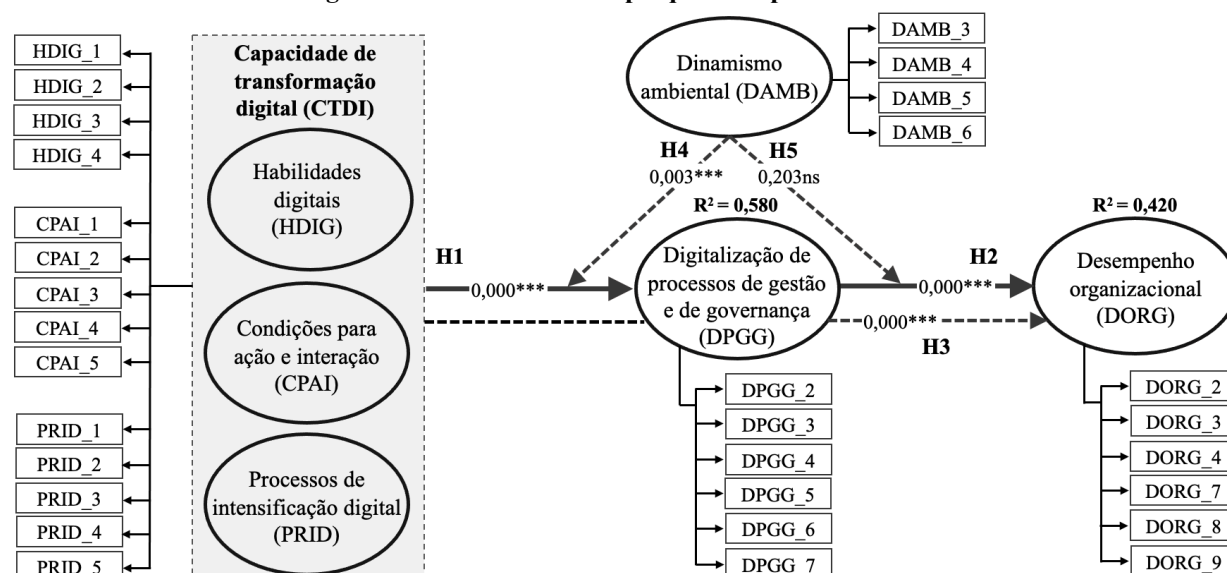 HDIG_1
HDIG_2
HDIG_3
HDIG_4
CPAI_1
CPAI_2
CPAI_3
CPAI_4
CPAI_5
PRID_1
PRID_2
PRID_3
PRID_4
PRID_5
Capacidade de
transformação
digital (CTDI)
Habilidades
digitais
(HDIG)
Condições para
ação e interação
(CPAI)
Processos de
intensificação digital
(PRID)
H1
0,000***
Dinamismo
ambiental (DAMB)
DAMB_3
DAMB_4
DAMB_5
DAMB_6
H4
0,003***
H5
0,203ns
R² = 0,580
Digitalização de
processos de gestão
e de governança
(DPGG)
DPGG_2
DPGG_3
DPGG_4
DPGG_5
DPGG_6
DPGG_7
H2
0,000***
0,000***
H3
R² = 0,420
Desempenho
organizacional
(DORG)
DORG_2
DORG_3
DORG_4
DORG_7
DORG_8
DORG_9